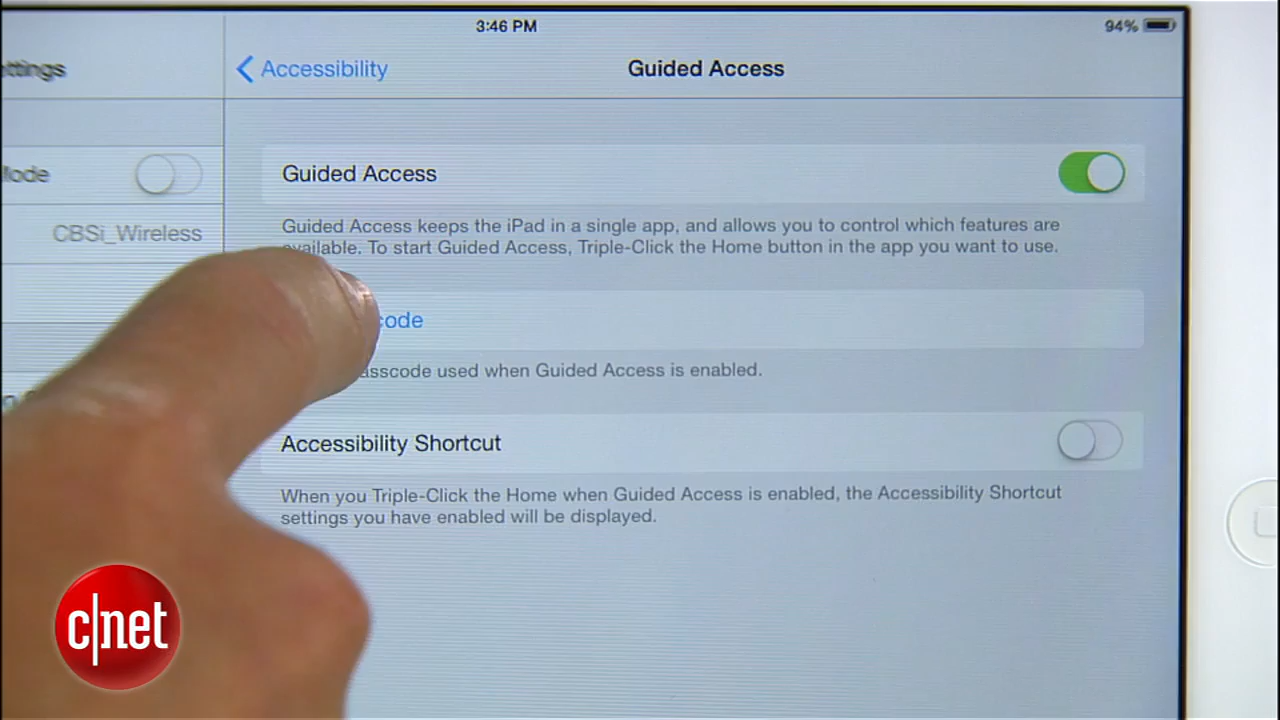 3:46 PM
94%
ettings
Accessibility
Guided Access
Mode
Guided Access
CBSi_Wireless
Guided Access keeps the iPad in a single app, and allows you to control which features are
available. To start Guided Access, Triple-Click the Home button in the app you want to use.
code
asscode used when Guided Access is enabled.
Accessibility Shortcut
When you Triple-Click the Home when Guided Access is enabled, the Accessibility Shortcut
settings you have enabled will be displayed.
c|net